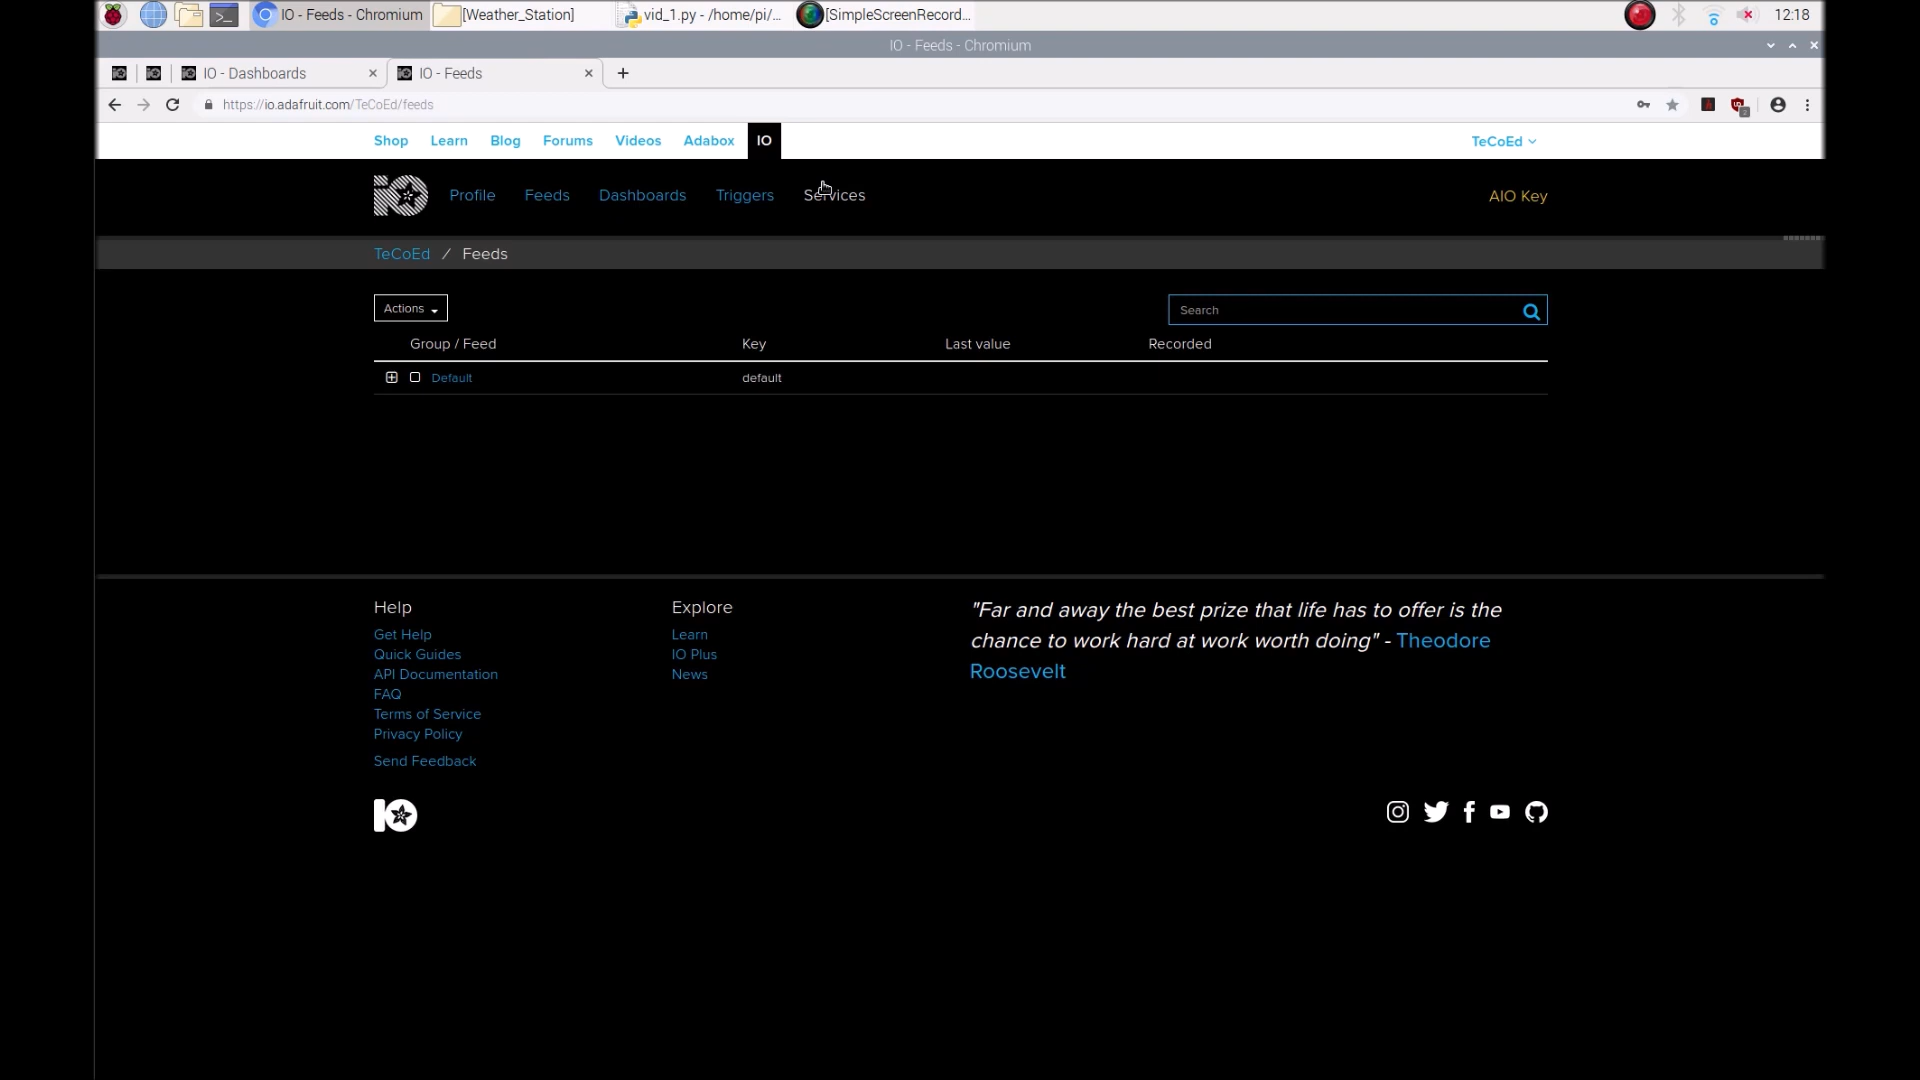 IO - Feeds - Chromium
[Weather_Station]
vid_1.py - /home/pi/...
[SimpleScreenRecord...
12:18
IO - Feeds - Chromium
IO - Dashboards
IO - Feeds
https://io.adafruit.com/TeCoEd/feeds
Shop Learn Blog Forums Videos Adabox IO TeCoEd
Profile Feeds Dashboards Triggers Services AIO Key
TeCoEd / Feeds
Actions
Search
Group / Feed Key Last value Recorded
Default default
Help
Get Help
Quick Guides
API Documentation
FAQ
Terms of Service
Privacy Policy
Send Feedback
Explore
Learn
IO Plus
News
"Far and away the best prize that life has to offer is the
chance to work hard at work worth doing" - Theodore
Roosevelt